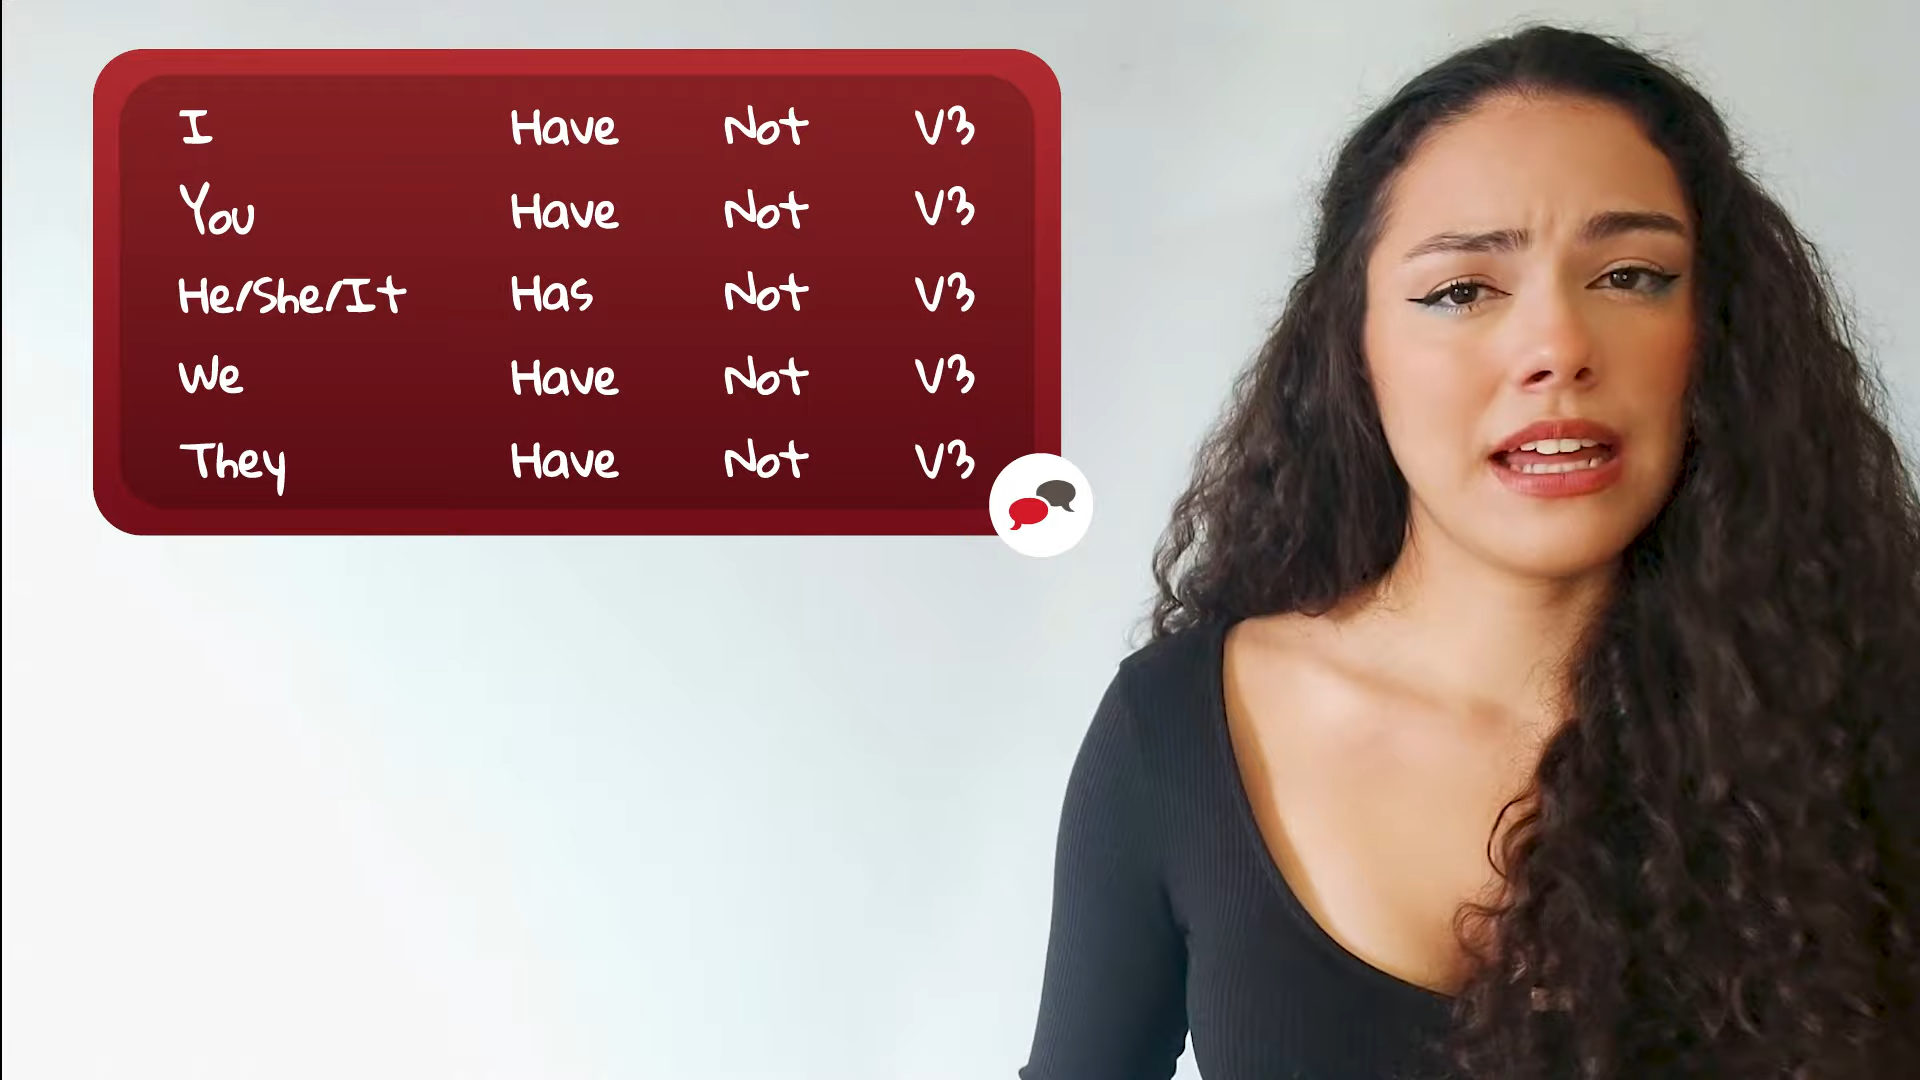 I Have Not V3
You Have Not V3
He/She/It Has Not V3
We Have Not V3
They Have Not V3